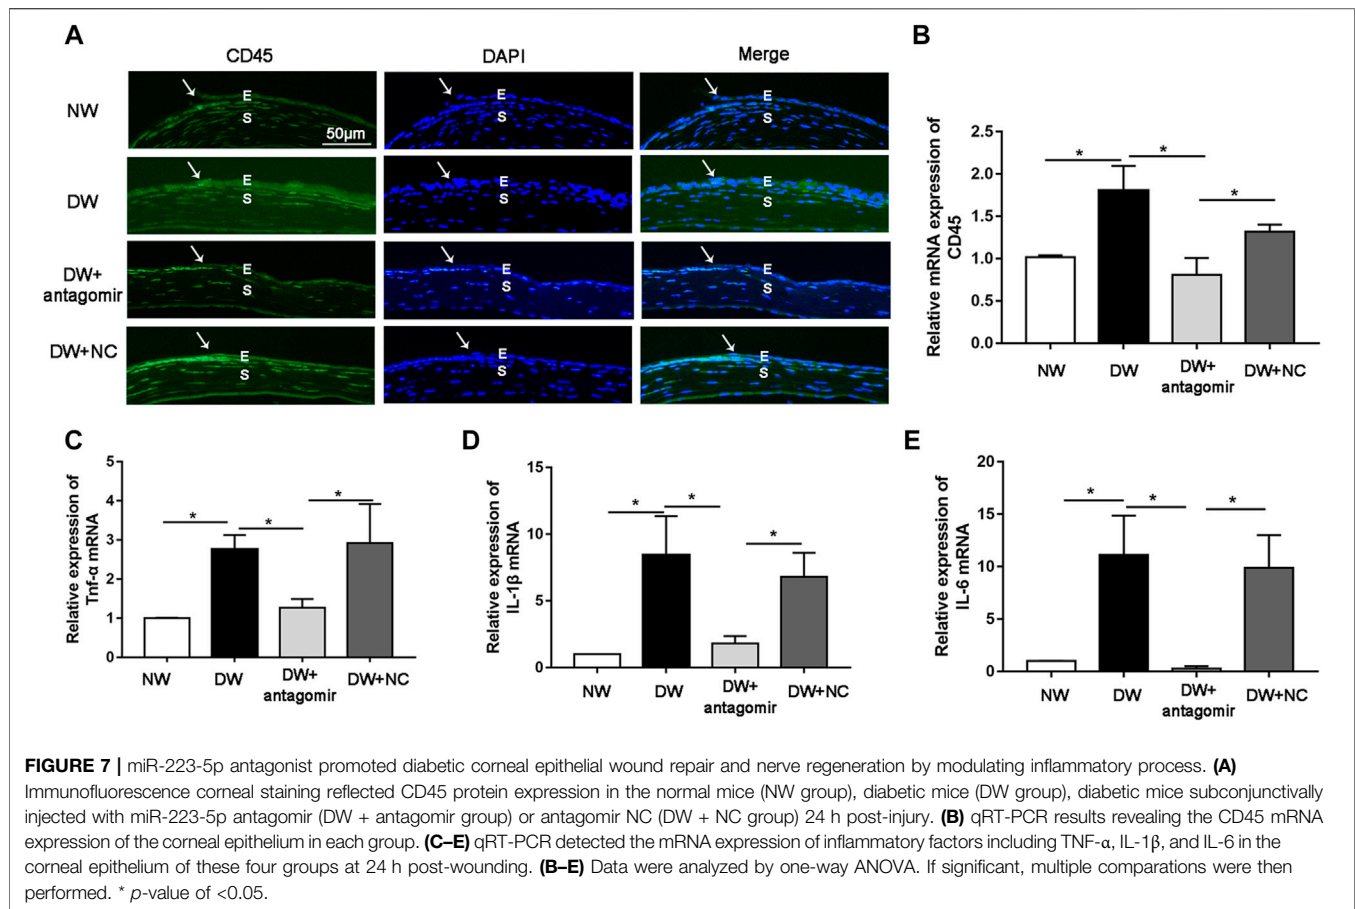 A
CD45
DAPI
Merge
NW
E
S
50μm
E
S
E
S
DW
E
S
E
S
E
S
DW+
antagomir
E
S
E
S
E
S
DW+NC
E
S
E
S
E
S
B
Relative mRNA expression of
CD45
2.5
2.0
1.5
1.0
0.5
0.0
*
*
*
NW
DW
DW+
antagomir
DW+NC
C
Relative expression of
Tnf-α mRNA
5
4
3
2
1
0
*
*
*
NW
DW
DW+
antagomir
DW+NC
D
Relative expression of
IL-1β mRNA
15
10
5
0
*
*
*
NW
DW
DW+
antagomir
DW+NC
E
Relative expression of
IL-6 mRNA
20
15
10
5
0
*
*
*
NW
DW
DW+
antagomir
DW+NC
FIGURE 7 | miR-223-5p antagonist promoted diabetic corneal epithelial wound repair and nerve regeneration by modulating inflammatory process. (A)
Immunofluorescence corneal staining reflected CD45 protein expression in the normal mice (NW group), diabetic mice (DW group), diabetic mice subconjunctivally
injected with miR-223-5p antagomir (DW + antagomir group) or antagomir NC (DW + NC group) 24 h post-injury. (B) qRT-PCR results revealing the CD45 mRNA
expression of the corneal epithelium in each group. (C–E) qRT-PCR detected the mRNA expression of inflammatory factors including TNF-α, IL-1β, and IL-6 in the
corneal epithelium of these four groups at 24 h post-wounding. (B–E) Data were analyzed by one-way ANOVA. If significant, multiple comparations were then
performed. * p-value of <0.05.